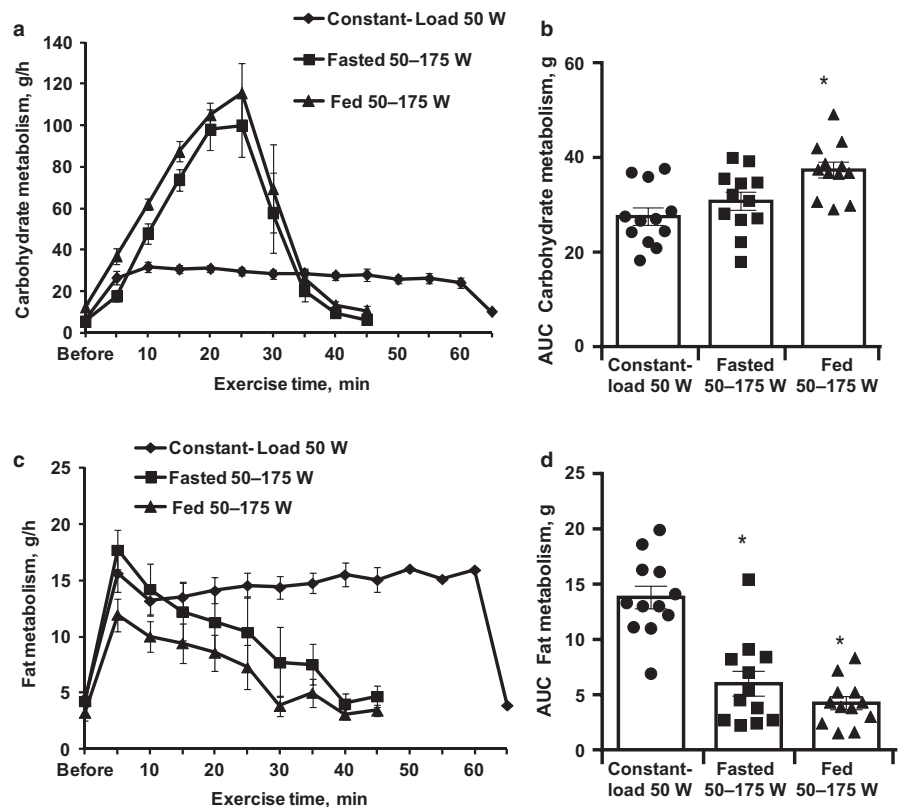 a
Constant-Load 50 W
Fasted 50–175 W
Fed 50–175 W
Carbohydrate metabolism, g/h
140
120
100
80
60
40
20
0
Before 10 20 30 40 50 60
Exercise time, min
b
AUC Carbohydrate metabolism, g
60
40
20
0
*
Constant-
load 50 W
Fasted
50–175 W
Fed
50–175 W
c
Constant-Load 50 W
Fasted 50–175 W
Fed 50–175 W
Fat metabolism, g/h
25
20
15
10
5
0
Before 10 20 30 40 50 60
Exercise time, min
d
AUC Fat metabolism, g
25
20
15
10
5
0
*
*
Constant-
load 50 W
Fasted
50–175 W
Fed
50–175 W